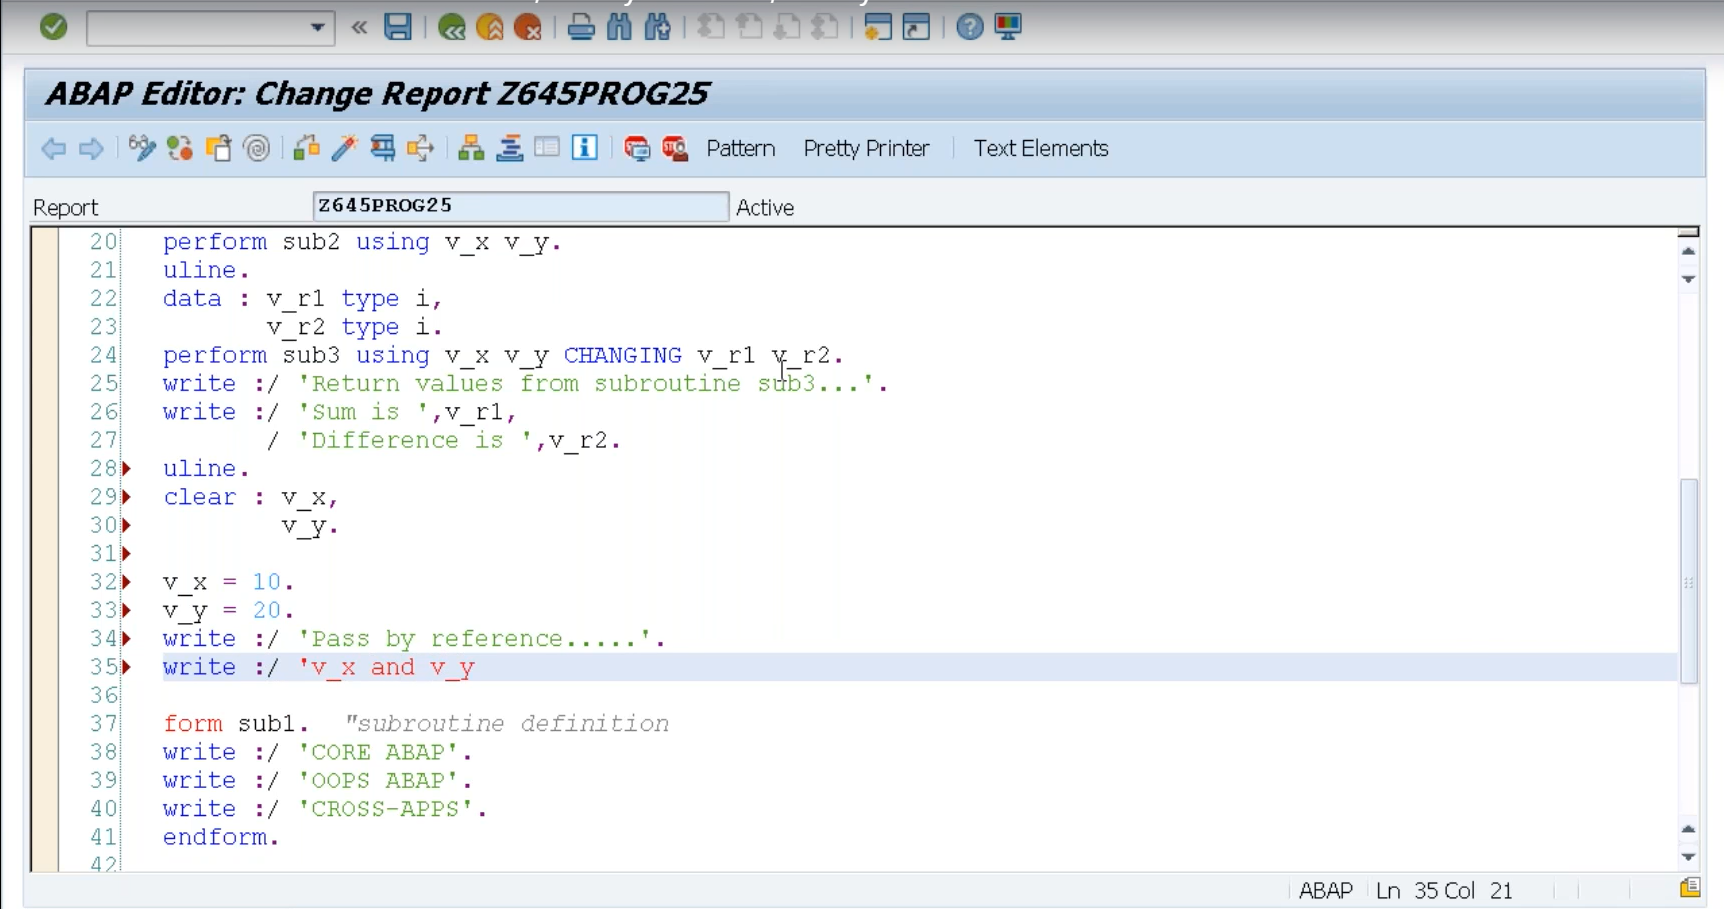 ABAP Editor: Change Report Z645PROG25
Pattern Pretty Printer Text Elements
Report Z645PROG25 Active
20 perform sub2 using v_x v_y.
21 uline.
22 data : v_r1 type i,
23 v_r2 type i.
24 perform sub3 using v_x v_y CHANGING v_r1 v_r2.
25 write :/ 'Return values from subroutine sub3...'.
26 write :/ 'Sum is ',v_r1,
27 / 'Difference is ',v_r2.
28 uline.
29 clear : v_x,
30 v_y.
31
32 v_x = 10.
33 v_y = 20.
34 write :/ 'Pass by reference.....'.
35 write :/ 'v_x and v_y
36
37 form sub1. "subroutine definition
38 write :/ 'CORE ABAP'.
39 write :/ 'OOPS ABAP'.
40 write :/ 'CROSS-APPS'.
41 endform.
42
ABAP Ln 35 Col 21